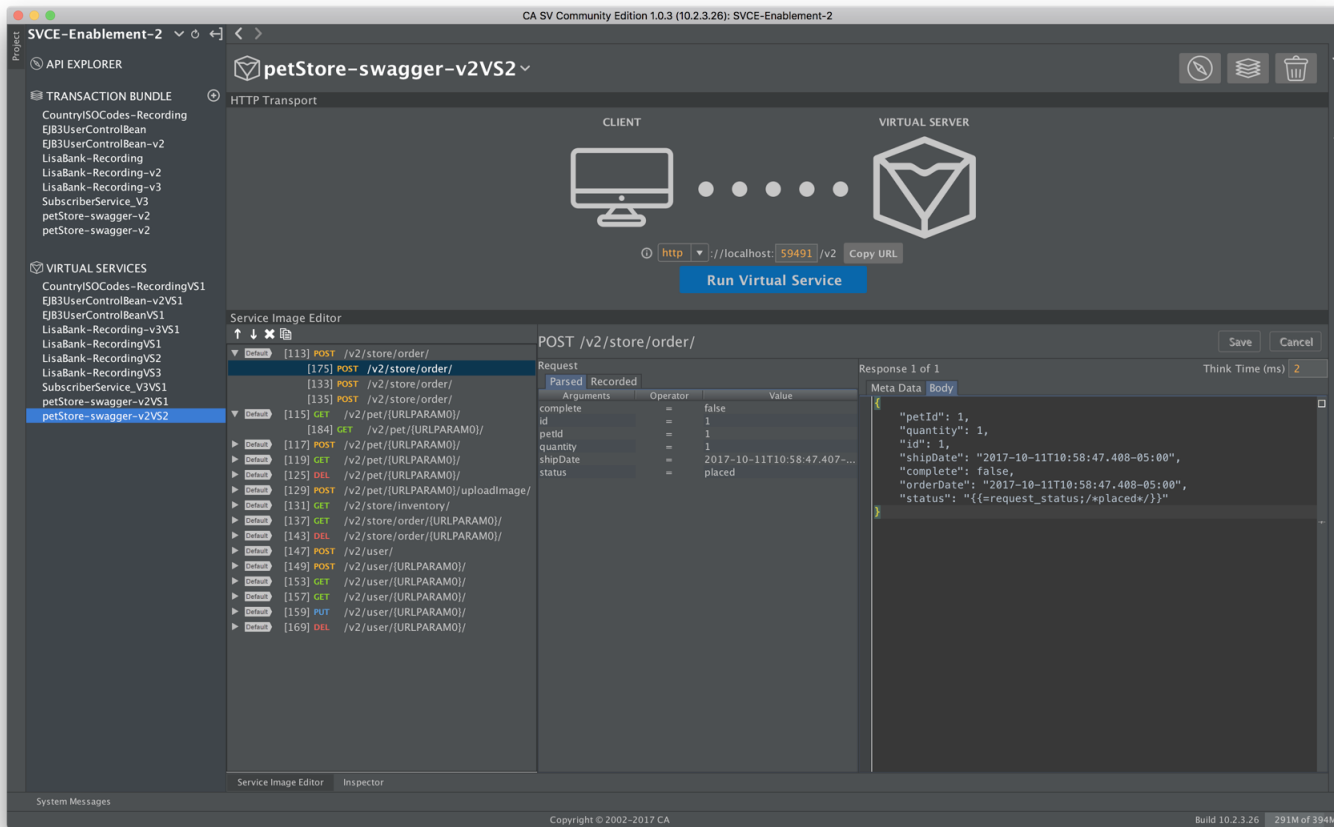 CA SV Community Edition 1.0.3 (10.2.3.26): SVCE-Enablement-2
Project
SVCE-Enablement-2
API EXPLORER
TRANSACTION BUNDLE
CountryISOCodes-Recording
EJB3UserControlBean
EJB3UserControlBean-v2
LisaBank-Recording
LisaBank-Recording-v2
LisaBank-Recording-v3
SubscriberService_V3
petStore-swagger-v2
petStore-swagger-v2
VIRTUAL SERVICES
CountryISOCodes-RecordingVS1
EJB3UserControlBean-v2VS1
EJB3UserControlBeanVS1
LisaBank-Recording-v3VS1
LisaBank-RecordingVS1
LisaBank-RecordingVS2
LisaBank-RecordingVS3
SubscriberService_V3VS1
petStore-swagger-v2VS1
petStore-swagger-v2VS2
petStore-swagger-v2VS2
HTTP Transport
CLIENT
VIRTUAL SERVER
http ://localhost: 59491 /v2 Copy URL
Run Virtual Service
Service Image Editor
Default [113] POST /v2/store/order/
[175] POST /v2/store/order/
[133] POST /v2/store/order/
[135] POST /v2/store/order/
Default [115] GET /v2/pet/{URLPARAM0}/
[184] GET /v2/pet/{URLPARAM0}/
Default [117] POST /v2/pet/{URLPARAM0}/
Default [119] GET /v2/pet/{URLPARAM0}/
Default [125] DEL /v2/pet/{URLPARAM0}/
Default [129] POST /v2/pet/{URLPARAM0}/uploadImage/
Default [131] GET /v2/store/inventory/
Default [137] GET /v2/store/order/{URLPARAM0}/
Default [143] DEL /v2/store/order/{URLPARAM0}/
Default [147] POST /v2/user/
Default [149] POST /v2/user/{URLPARAM0}/
Default [153] GET /v2/user/{URLPARAM0}/
Default [157] GET /v2/user/{URLPARAM0}/
Default [159] PUT /v2/user/{URLPARAM0}/
Default [169] DEL /v2/user/{URLPARAM0}/
POST /v2/store/order/
Save Cancel
Request
Parsed Recorded
Arguments Operator Value
complete = false
id = 1
petId = 1
quantity = 1
shipDate = 2017-10-11T10:58:47.407-...
status = placed
Response 1 of 1
Think Time (ms) 2
Meta Data Body
{
"petId": 1,
"quantity": 1,
"id": 1,
"shipDate": "2017-10-11T10:58:47.408-05:00",
"complete": false,
"orderDate": "2017-10-11T10:58:47.408-05:00",
"status": "{{=request_status;/*placed*/}}"
}
Service Image Editor Inspector
System Messages
Copyright © 2002-2017 CA
Build 10.2.3.26 291M of 394M